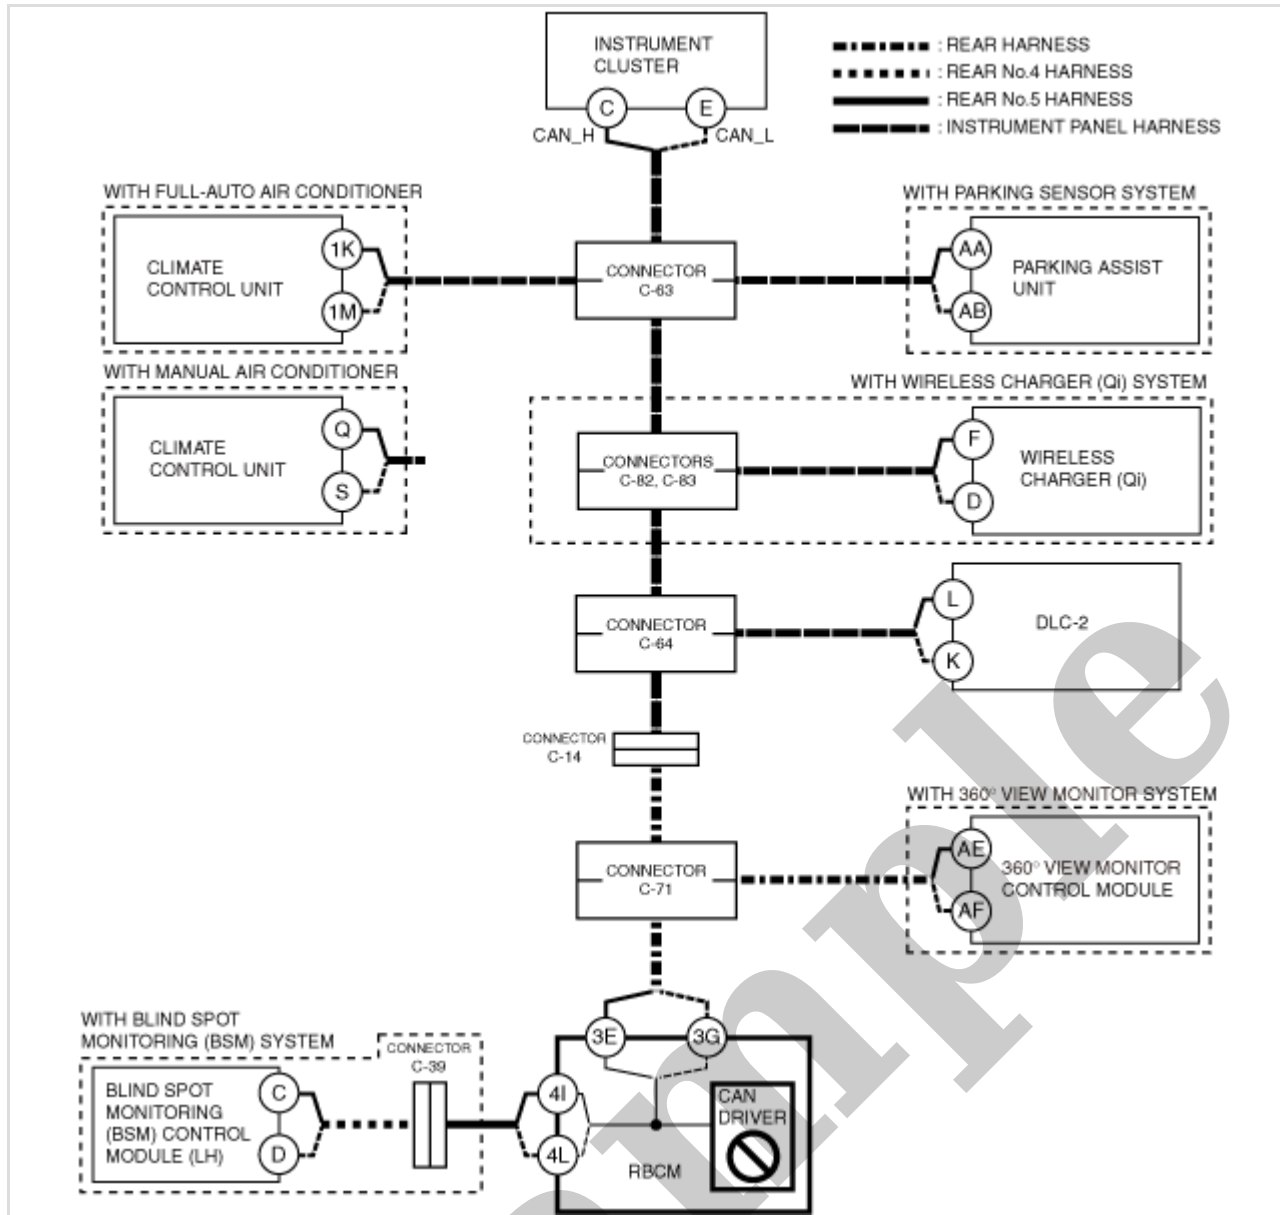 INSTRUMENT
CLUSTER
C
E
CAN_H
CAN_L
: REAR HARNESS
: REAR No.4 HARNESS
: REAR No.5 HARNESS
: INSTRUMENT PANEL HARNESS
WITH FULL-AUTO AIR CONDITIONER
CLIMATE
CONTROL UNIT
1K
1M
CONNECTOR
C-63
WITH PARKING SENSOR SYSTEM
AA
AB
PARKING ASSIST
UNIT
WITH MANUAL AIR CONDITIONER
CLIMATE
CONTROL UNIT
Q
S
WITH WIRELESS CHARGER (Qi) SYSTEM
CONNECTORS
C-82, C-83
F
D
WIRELESS
CHARGER (Qi)
CONNECTOR
C-64
L
K
DLC-2
CONNECTOR
C-14
WITH 360° VIEW MONITOR SYSTEM
CONNECTOR
C-71
AE
AF
360° VIEW MONITOR
CONTROL MODULE
WITH BLIND SPOT
MONITORING (BSM) SYSTEM
BLIND SPOT
MONITORING
(BSM) CONTROL
MODULE (LH)
C
D
CONNECTOR
C-39
3E
3G
4I
4L
CAN
DRIVER
RBCM
mple